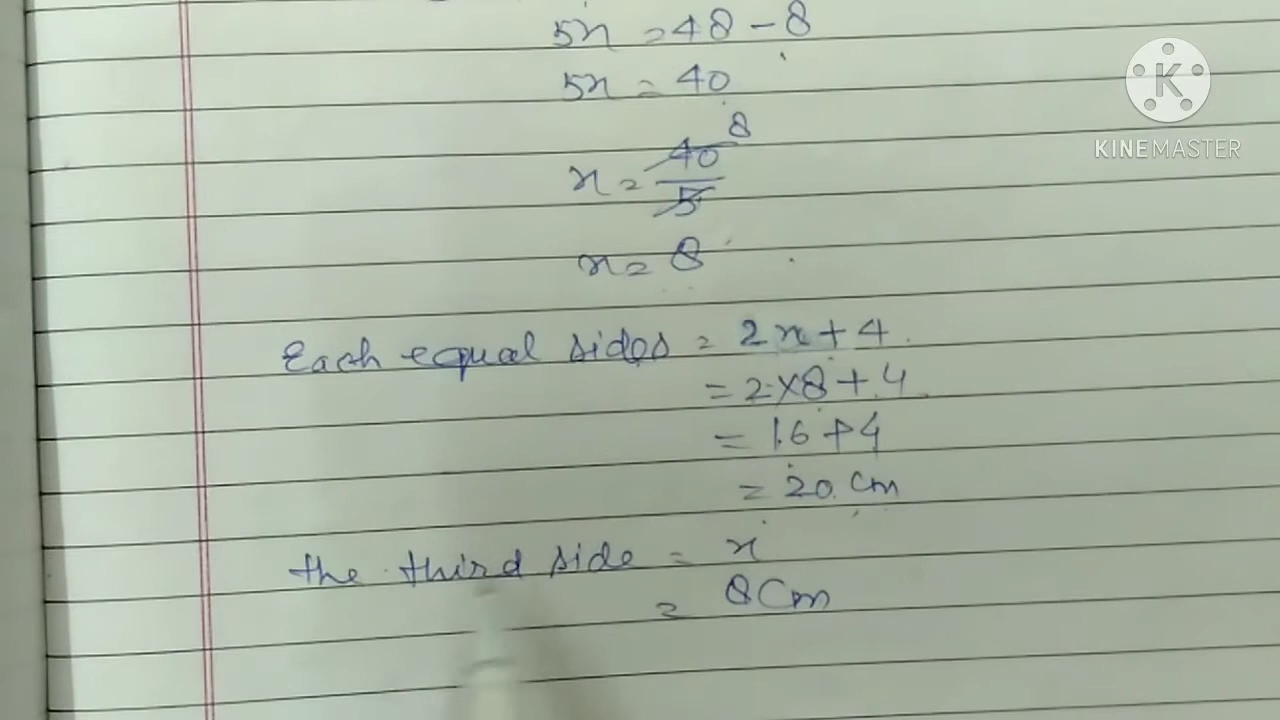 5x = 48 - 8
5x = 40
8
x = 40/5
x = 8
Each equal sides = 2x + 4
= 2 × 8 + 4
= 16 + 4
= 20 cm
the third side = x
= 8 Cm
K
KINEMASTER